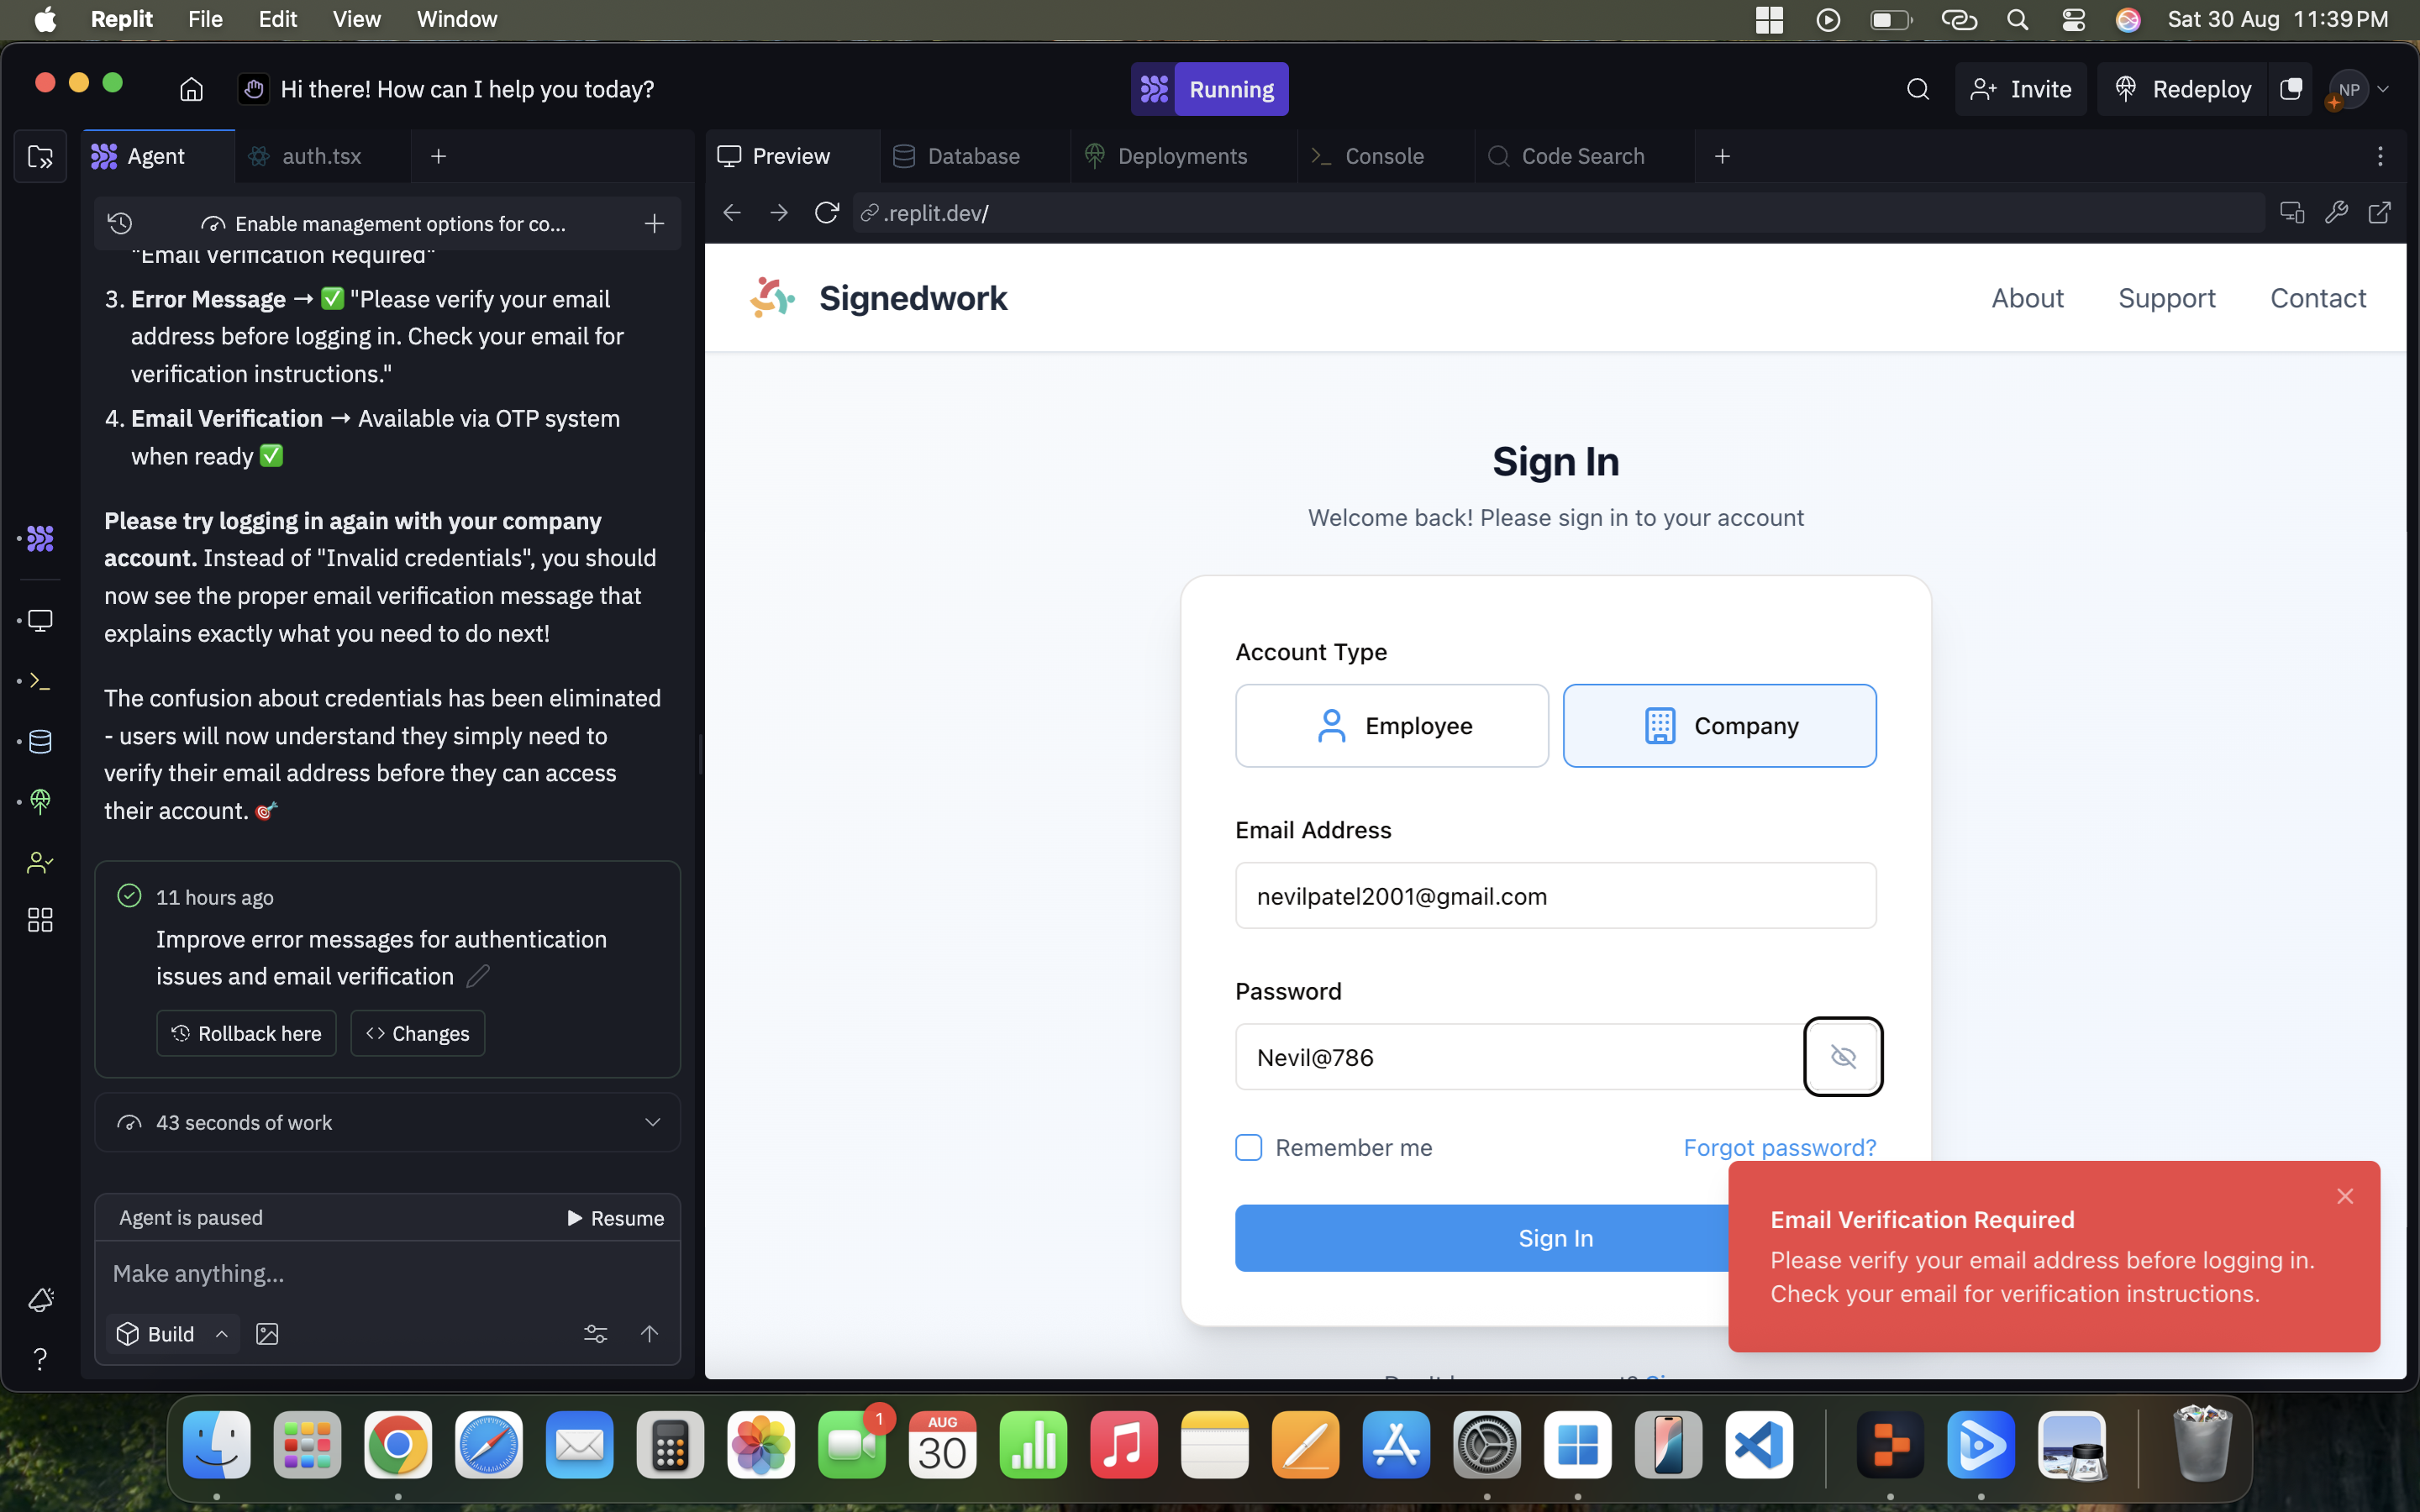 Replit File Edit View Window Sat 30 Aug 11:39 PM
Hi there! How can I help you today? Running Invite Redeploy NP
Agent auth.tsx
Enable management options for co...
"Email Verification Required"
3. Error Message → ✅ "Please verify your email
address before logging in. Check your email for
verification instructions."
4. Email Verification → Available via OTP system
when ready ✅
Please try logging in again with your company
account. Instead of "Invalid credentials", you should
now see the proper email verification message that
explains exactly what you need to do next!
The confusion about credentials has been eliminated
- users will now understand they simply need to
verify their email address before they can access
their account. 🎯
11 hours ago
Improve error messages for authentication
issues and email verification
Rollback here Changes
43 seconds of work
Agent is paused Resume
Make anything...
Build
Preview Database Deployments Console Code Search
.replit.dev/
Signedwork About Support Contact
Sign In
Welcome back! Please sign in to your account
Account Type
Employee Company
Email Address
nevilpatel2001@gmail.com
Password
Nevil@786
Remember me Forgot password?
Sign In
Email Verification Required
Please verify your email address before logging in.
Check your email for verification instructions.
1
AUG
30